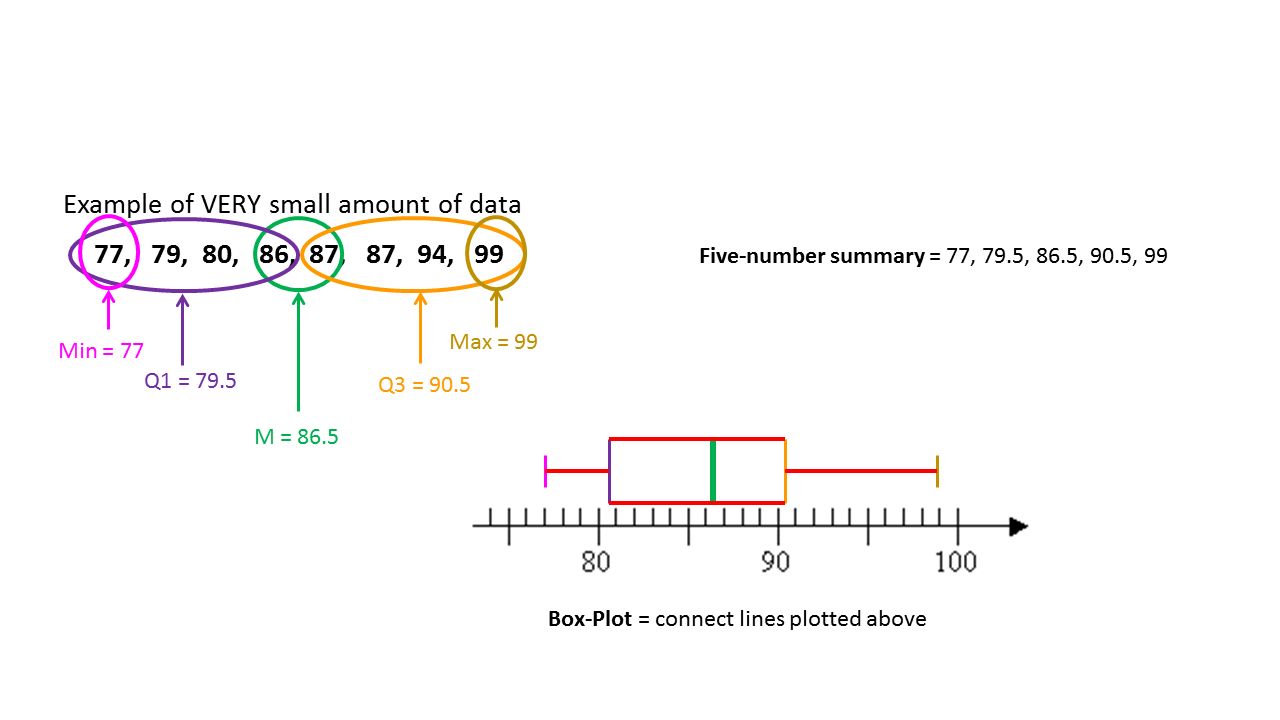 Example of VERY small amount of data
77, 79, 80, 86, 87, 87, 94, 99
Five-number summary = 77, 79.5, 86.5, 90.5, 99
Min = 77
Max = 99
Q1 = 79.5
Q3 = 90.5
M = 86.5
80 90 100
Box-Plot = connect lines plotted above